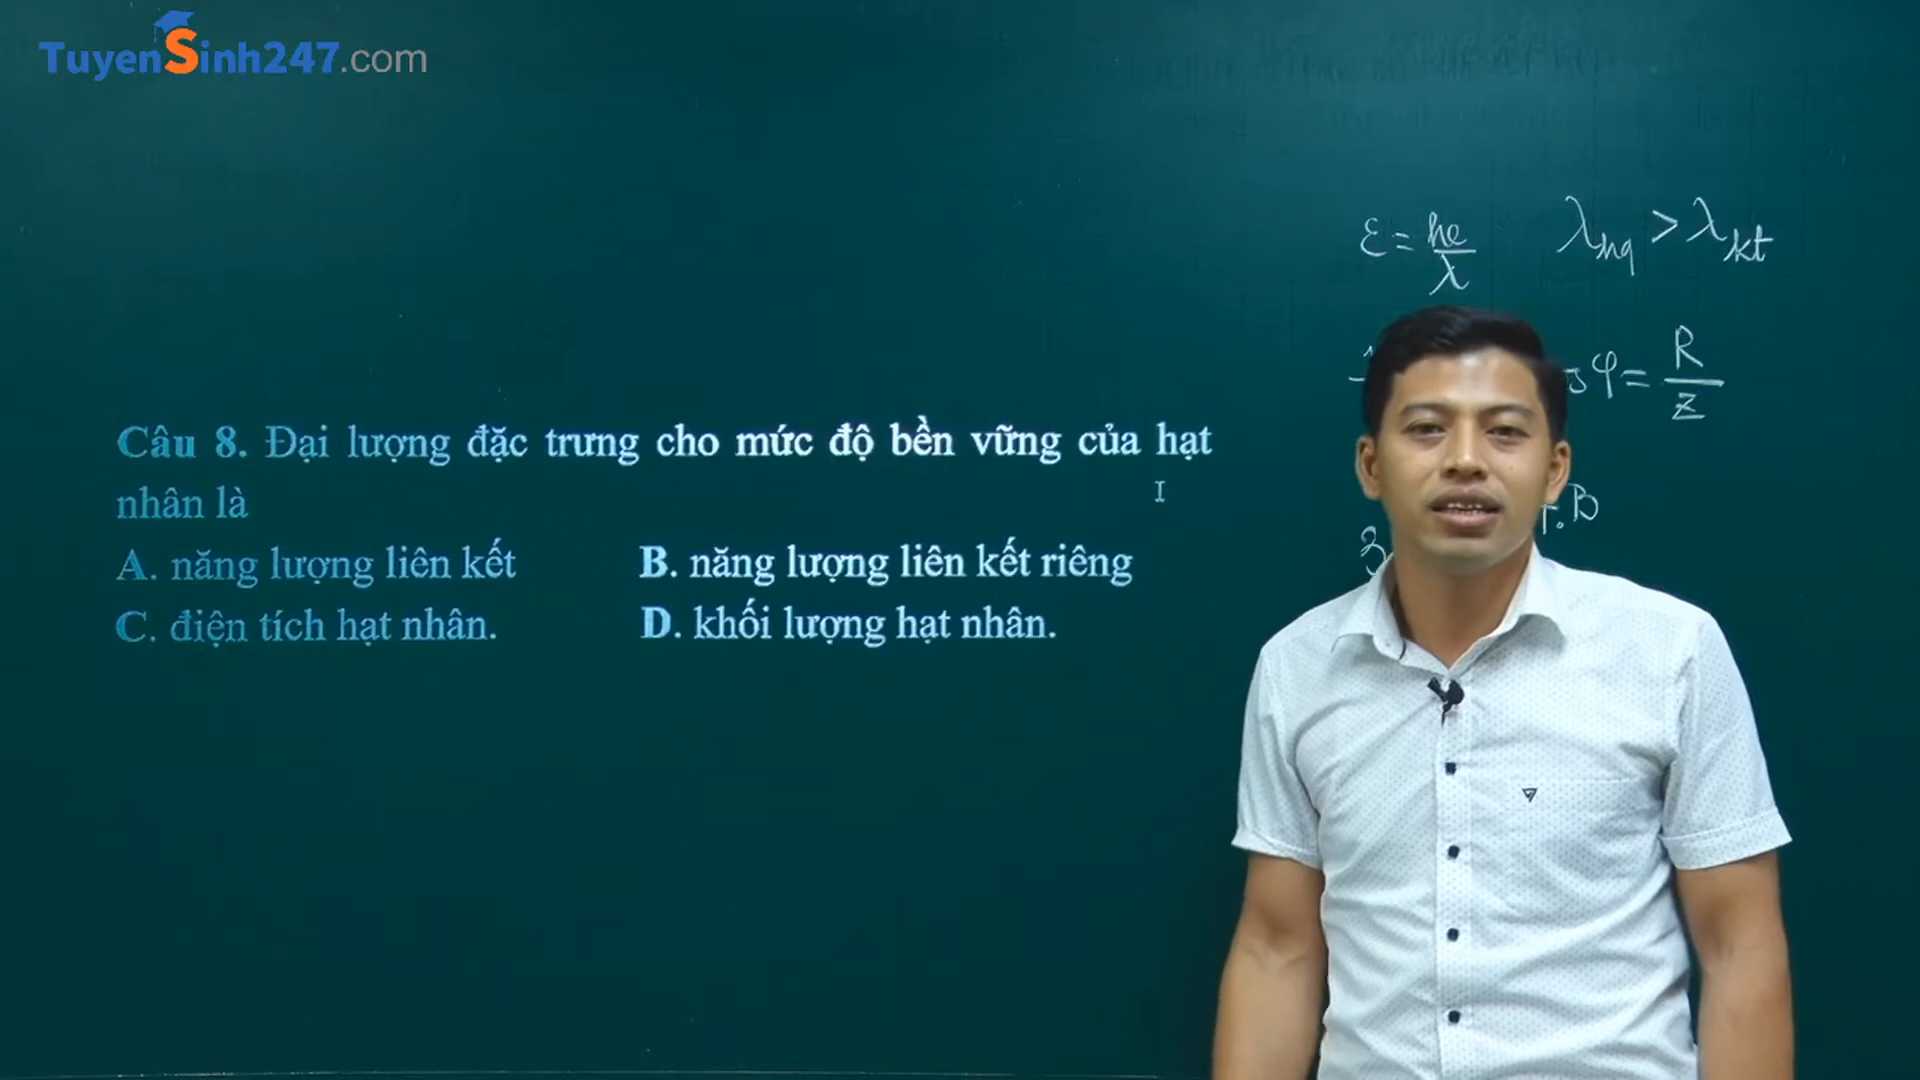 TuyenSinh247.com
ε = hc/λ    λhq > λkt
φ = R/Z
Câu 8. Đại lượng đặc trưng cho mức độ bền vững của hạt
nhân là
A. năng lượng liên kết    B. năng lượng liên kết riêng
C. điện tích hạt nhân.    D. khối lượng hạt nhân.